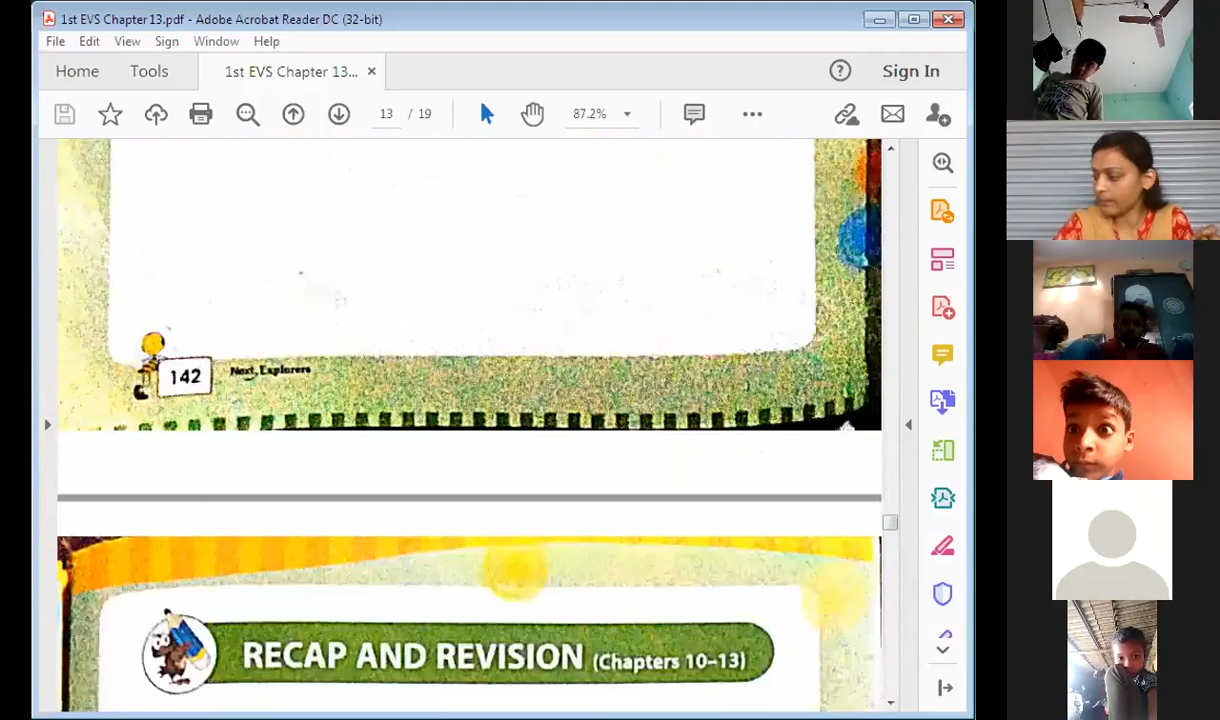 1st EVS Chapter 13.pdf - Adobe Acrobat Reader DC (32-bit)
File Edit View Sign Window Help
Home Tools 1st EVS Chapter 13... × Sign In
13 / 19 87.2%
142 Next, Explorers
RECAP AND REVISION (Chapters 10–13)